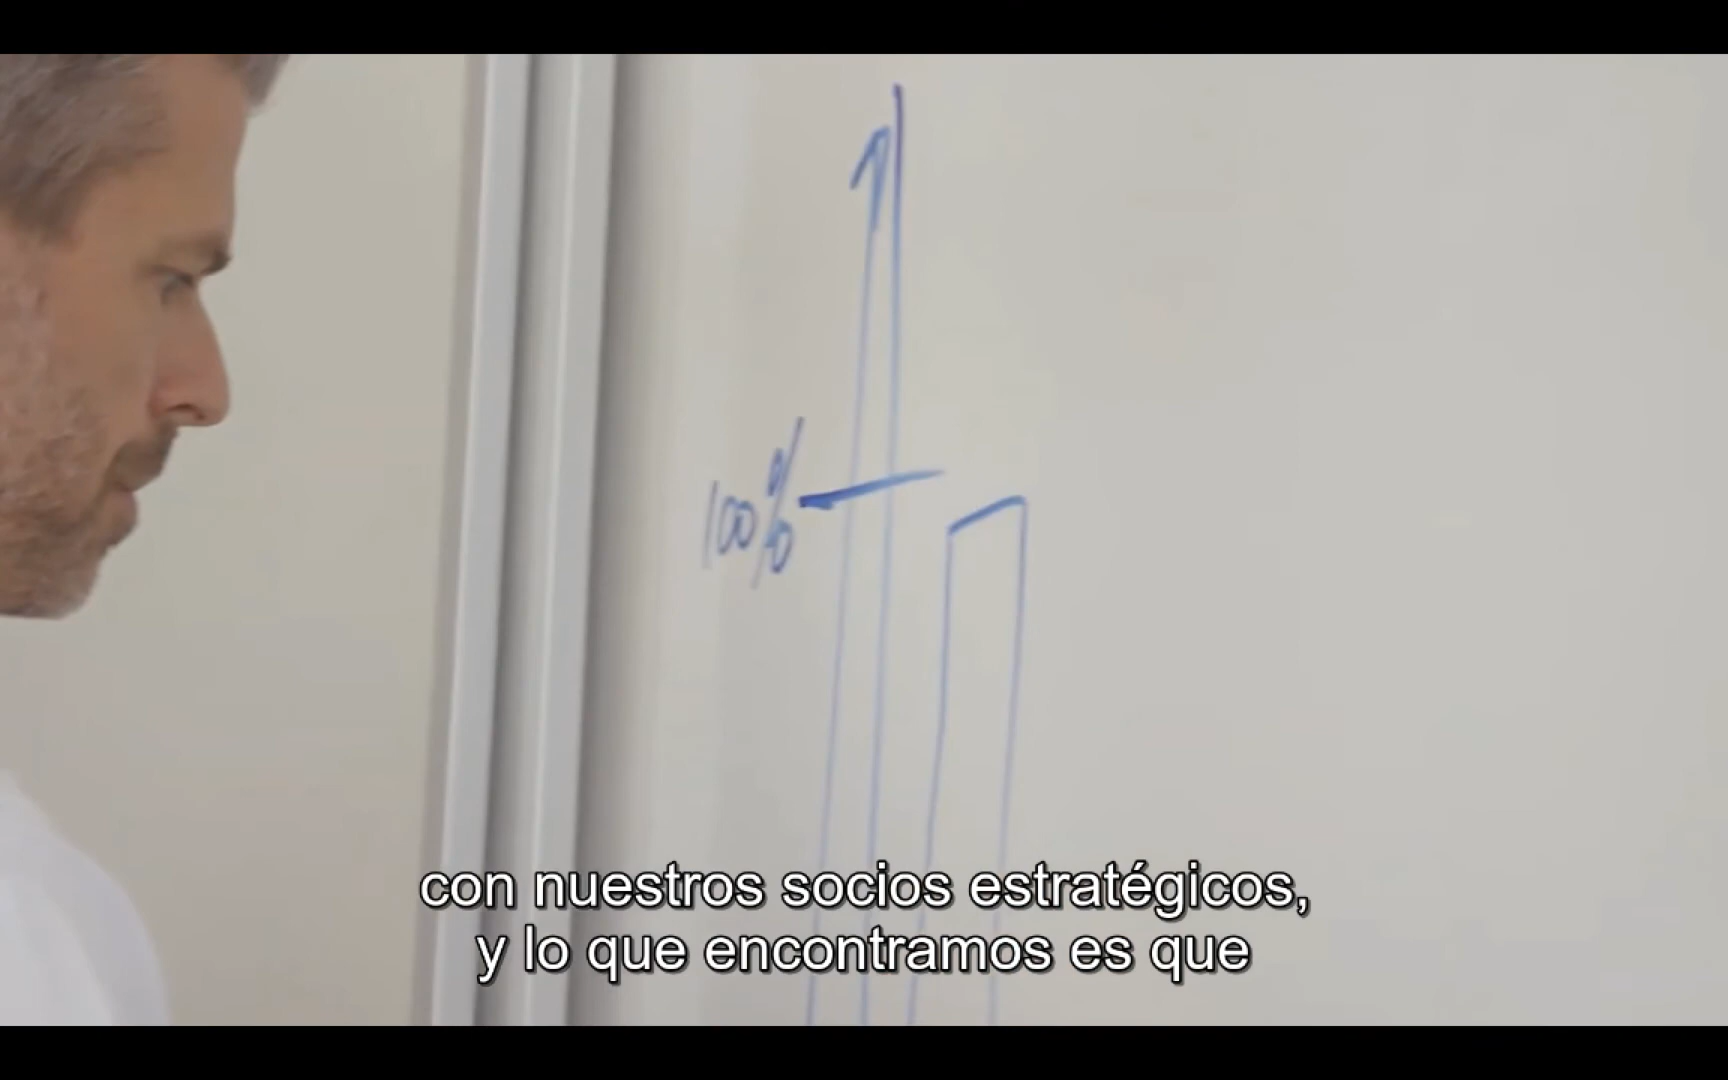 100%
con nuestros socios estratégicos,
y lo que encontramos es que